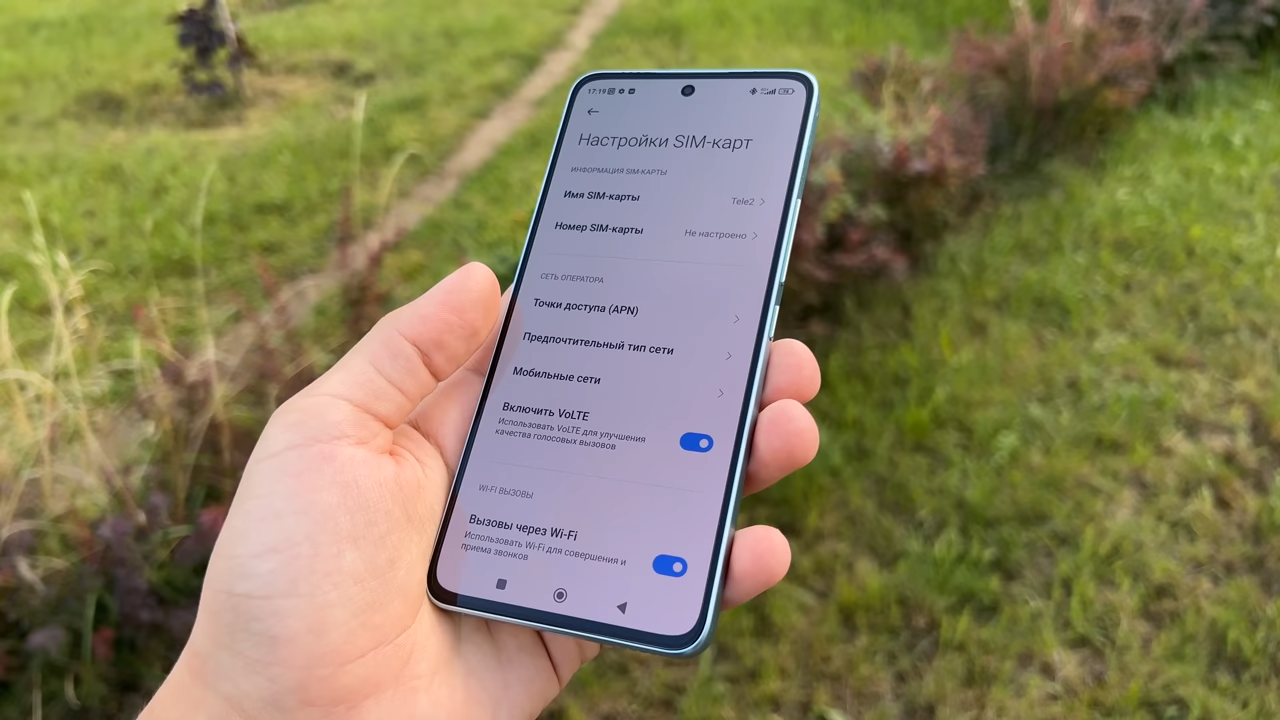 17:19
Настройки SIM-карт
ИНФОРМАЦИЯ SIM-КАРТЫ
Имя SIM-карты Tele2
Номер SIM-карты Не настроено
СЕТЬ ОПЕРАТОРА
Точки доступа (APN)
Предпочтительный тип сети
Мобильные сети
Включить VoLTE
Использовать VoLTE для улучшения
качества голосовых вызовов
WI-FI ВЫЗОВЫ
Вызовы через Wi-Fi
Использовать Wi-Fi для совершения и
приема звонков